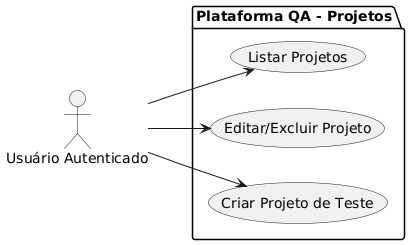 Plataforma QA - Projetos
Listar Projetos
Editar/Excluir Projeto
Usuário Autenticado
Criar Projeto de Teste